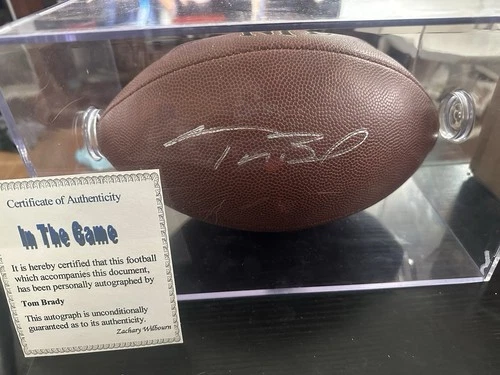 Certificate of Authenticity
In The Game
It is hereby certified that this football
which accompanies this document,
has been personally autographed by
Tom Brady
This autograph is unconditionally
guaranteed as to its authenticity.
Zachary Wilbourn